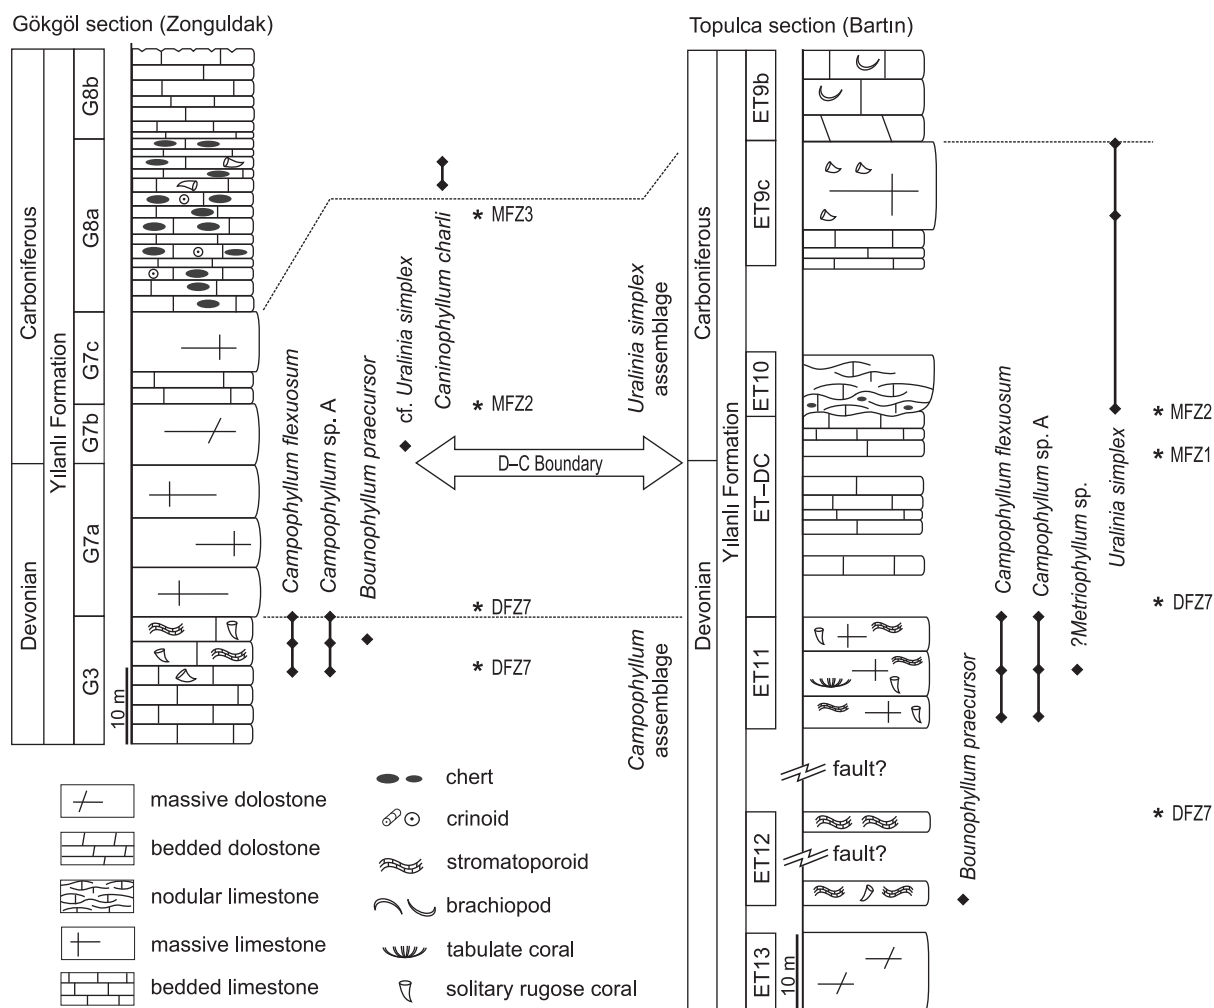 Gökgöl section (Zonguldak)
Topulca section (Bartın)
Carboniferous
Devonian
Yılanlı Formation
G8b
G8a
G7c
G7b
G7a
G3
10 m
Campophyllum flexuosum
Campophyllum sp. A
Bounophyllum praecursor
cf. Uralinia simplex
Caninophyllum charli
* MFZ3
* MFZ2
* DFZ7
* DFZ7
D–C Boundary
Uralinia simplex
assemblage
Campophyllum
assemblage
Carboniferous
Devonian
Yılanlı Formation
ET9b
ET9c
ET10
ET–DC
ET11
ET12
ET13
10 m
fault?
fault?
Bounophyllum praecursor
Campophyllum flexuosum
Campophyllum sp. A
?Metriophyllum sp.
Uralinia simplex
* MFZ2
* MFZ1
* DFZ7
* DFZ7
massive dolostone
bedded dolostone
nodular limestone
massive limestone
bedded limestone
chert
crinoid
stromatoporoid
brachiopod
tabulate coral
solitary rugose coral